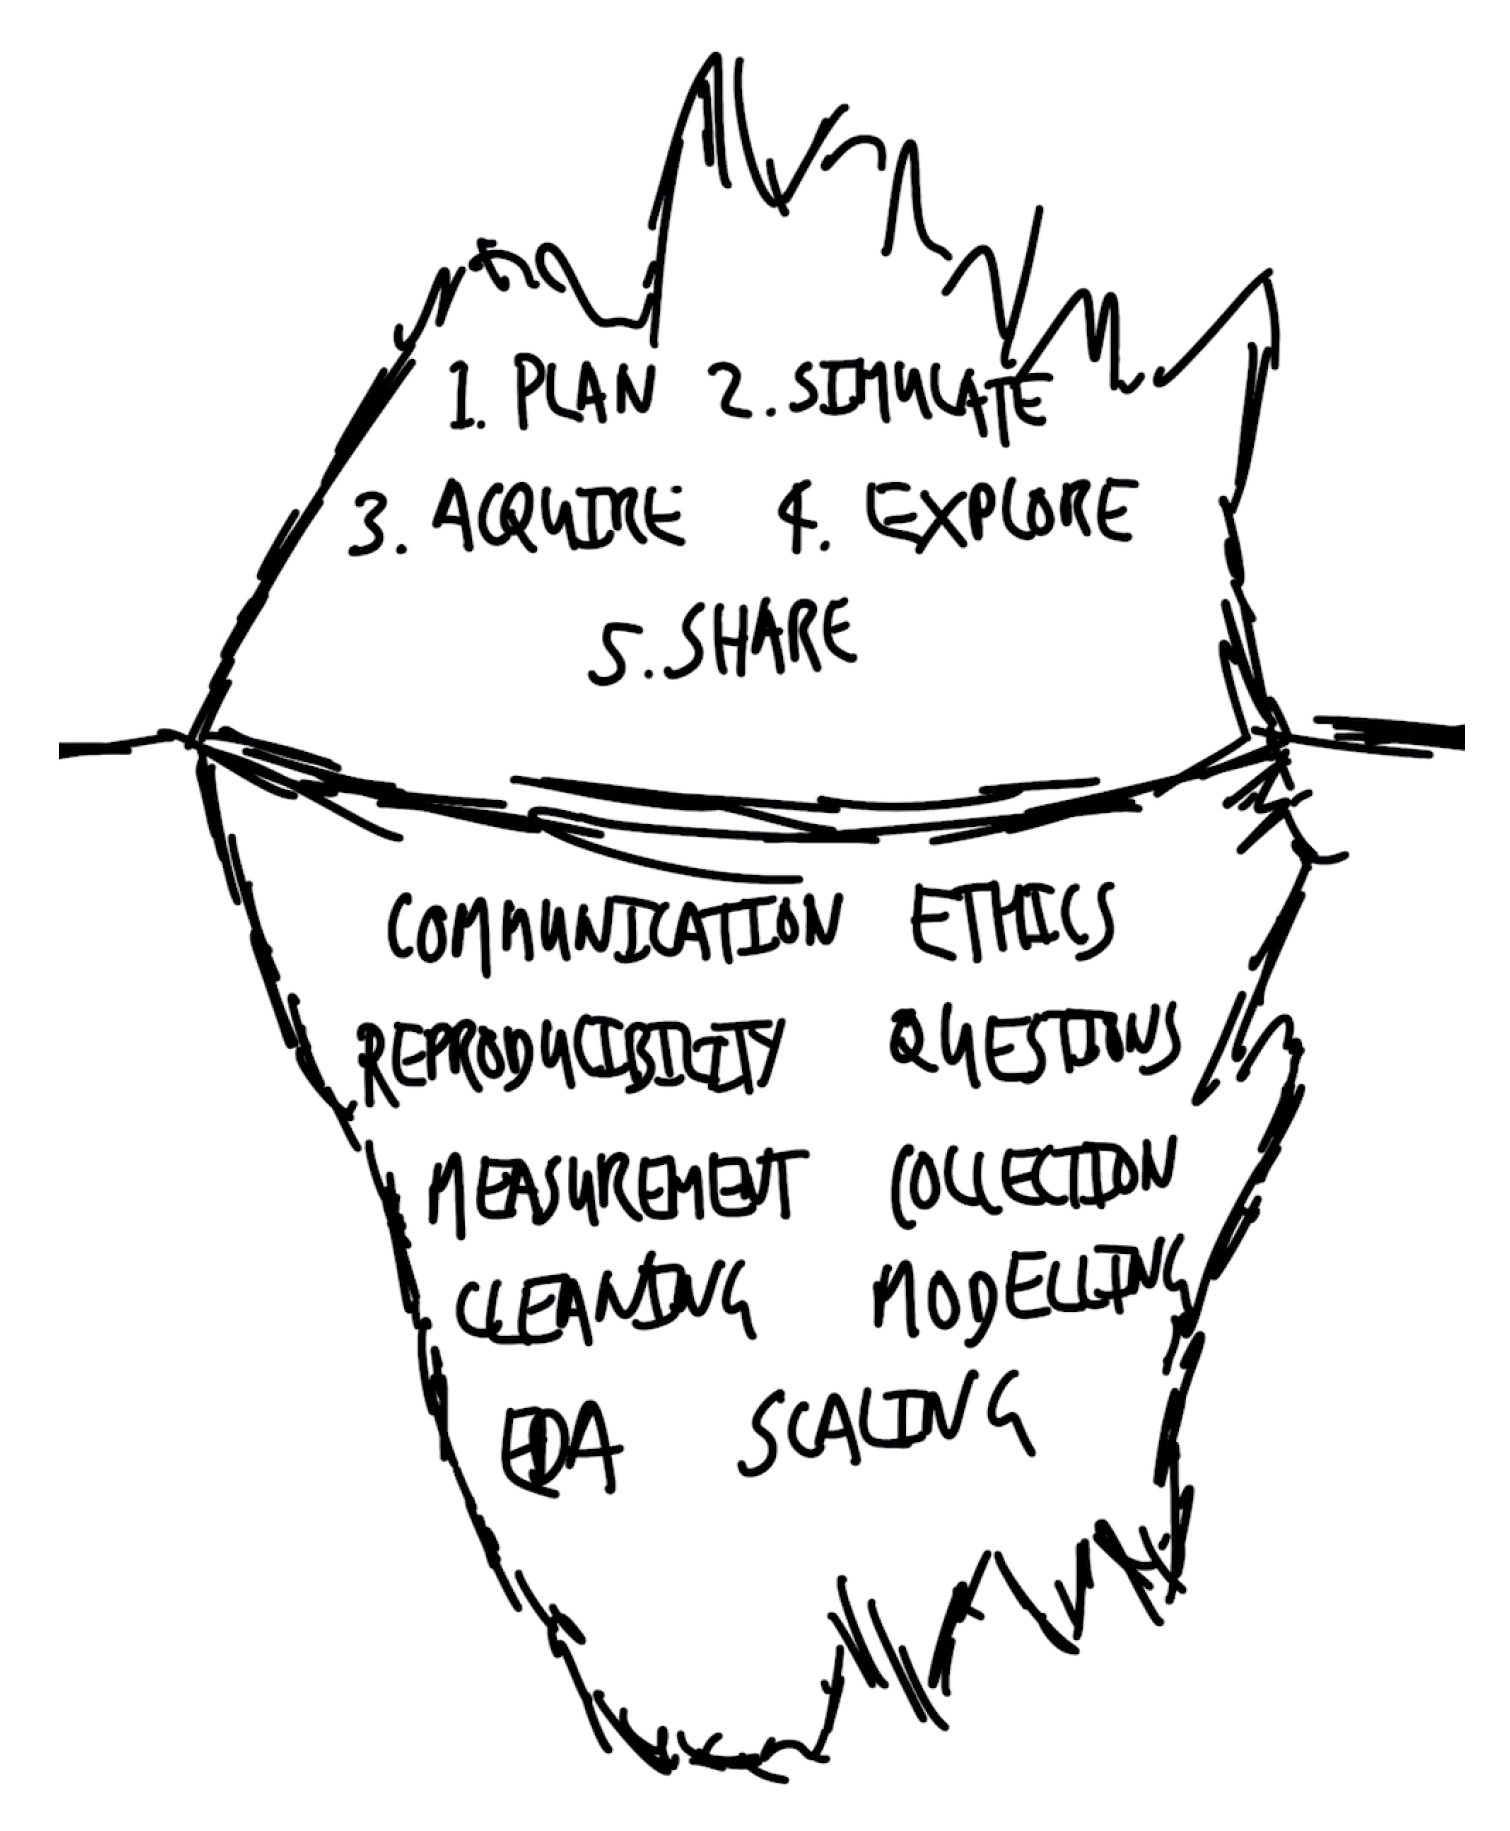 1. PLAN 2. SIMULATE
3. ACQUIRE 4. EXPLORE
5. SHARE
COMMUNICATION ETHICS
REPRODUCIBILITY QUESTIONS
MEASUREMENT COLLECTION
CLEANING MODELLING
EDA SCALING